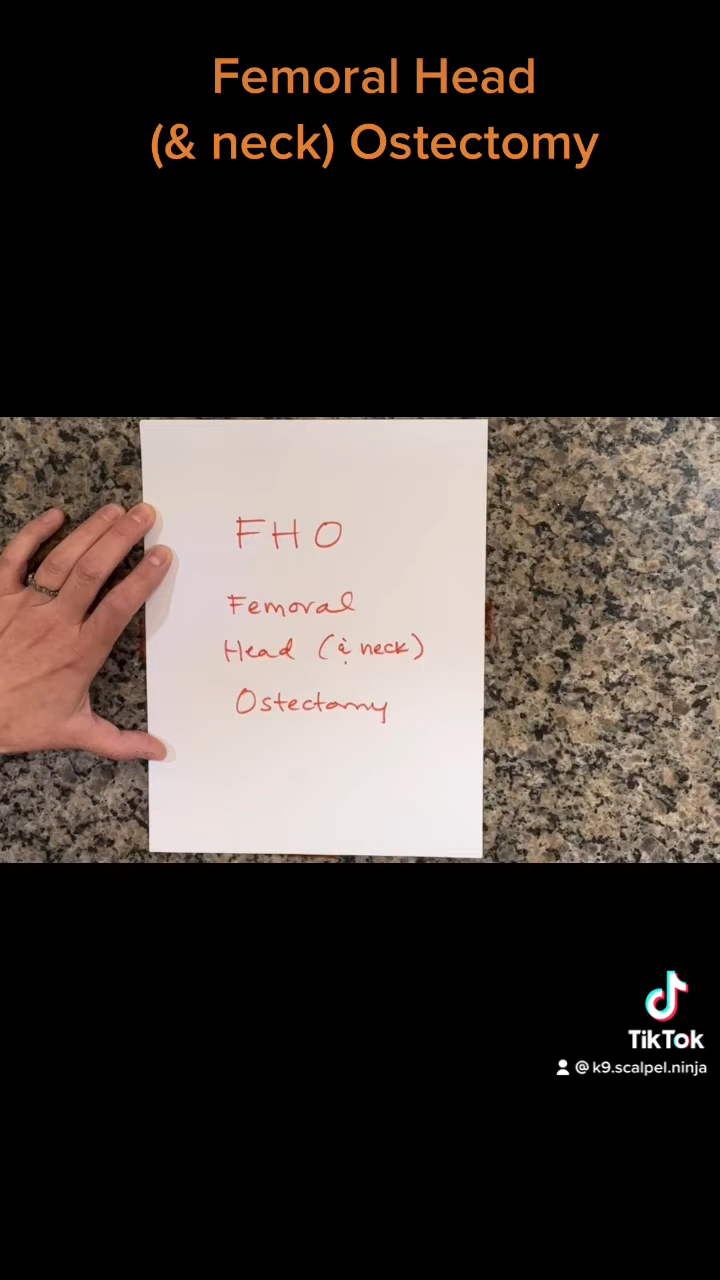 Femoral Head
(& neck) Ostectomy
FHO
Femoral
Head (& neck)
Ostectomy
TikTok
@k9.scalpel.ninja